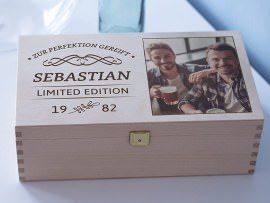 ZUR PERFEKTION GEREIFT
SEBASTIAN
LIMITED EDITION
19 82